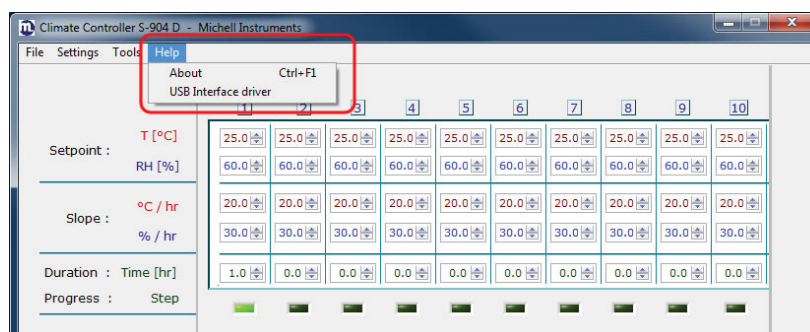 Climate Controller S-904 D - Michell Instruments
File Settings Tools Help
About Ctrl+F1
USB Interface driver
1 2 3 4 5 6 7 8 9 10
Setpoint :
T [°C] 25.0 25.0 25.0 25.0 25.0 25.0 25.0 25.0 25.0 25.0
RH [%] 60.0 60.0 60.0 60.0 60.0 60.0 60.0 60.0 60.0 60.0
Slope :
°C / hr 20.0 20.0 20.0 20.0 20.0 20.0 20.0 20.0 20.0 20.0
% / hr 30.0 30.0 30.0 30.0 30.0 30.0 30.0 30.0 30.0 30.0
Duration : Time [hr] 1.0 0.0 0.0 0.0 0.0 0.0 0.0 0.0 0.0 0.0
Progress : Step